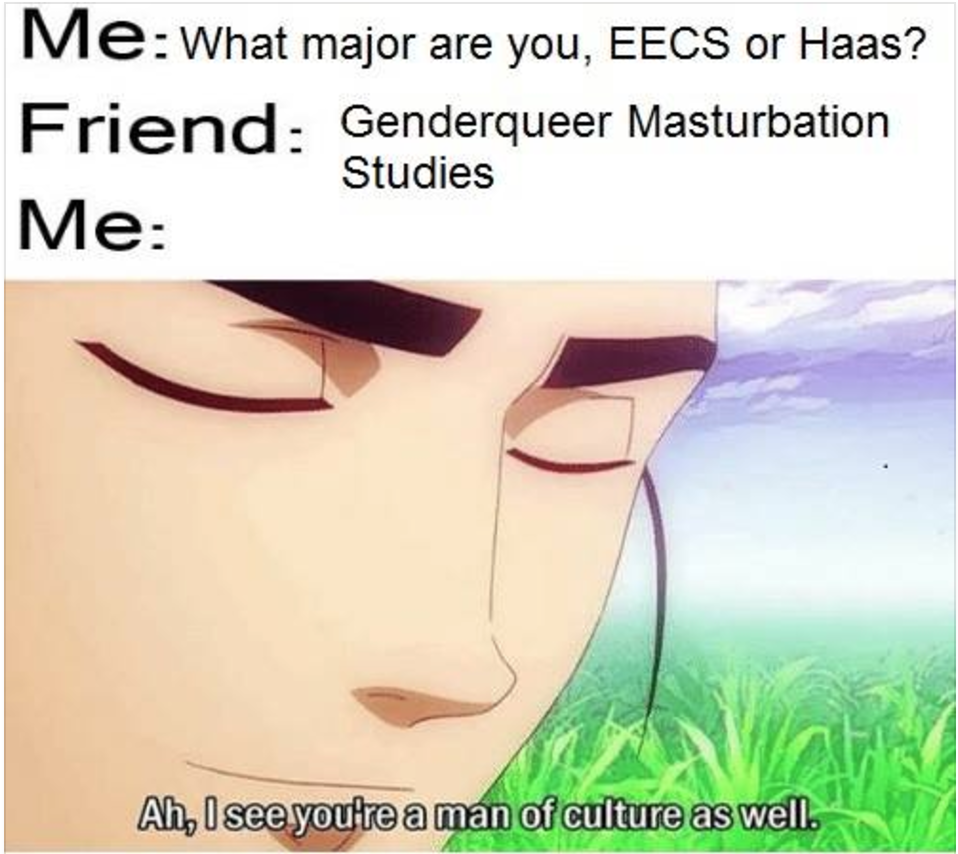 Me: What major are you, EECS or Haas?
Friend: Genderqueer Masturbation
Studies
Me:
Ah, I see you're a man of culture as well.